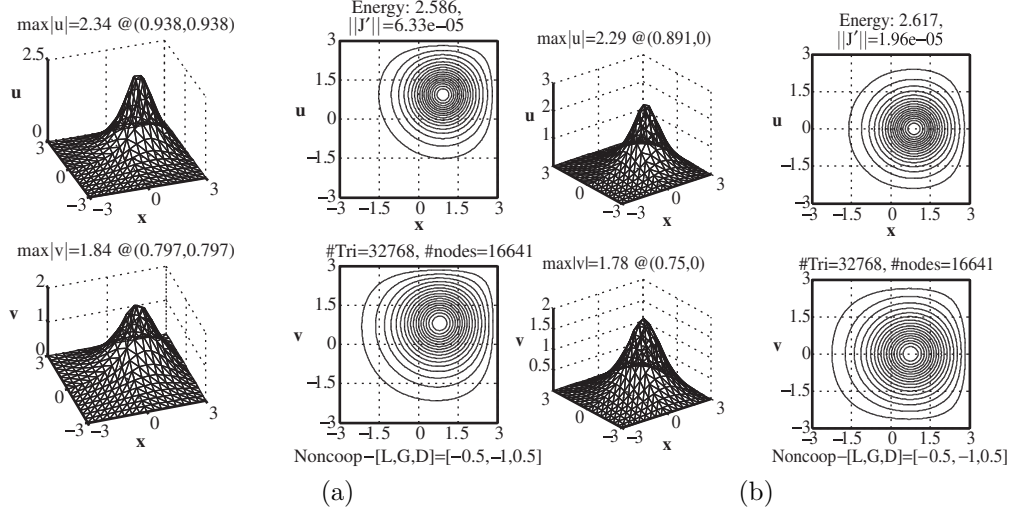 max|u|=2.34 @(0.938,0.938)
2.5
u
0
3
0
−3
−3
0
3
x
Energy: 2.586,
||J′||=6.33e−05
3
1.5
u
0
−1.5
−3
−3 −1.5 0 1.5 3
x
max|u|=2.29 @(0.891,0)
3
2
u
1
3
0
−3
−3
0
3
x
Energy: 2.617,
||J′||=1.96e−05
3
1.5
u
0
−1.5
−3
−3 −1.5 0 1.5 3
x
max|v|=1.84 @(0.797,0.797)
2
1
v
0
3
0
−3
−3
0
3
x
#Tri=32768, #nodes=16641
3
1.5
v
0
−1.5
−3
−3 −1.5 0 1.5 3
Noncoop−[L,G,D]=[−0.5,−1,0.5]
max|v|=1.78 @(0.75,0)
2
1.5
v
1
0.5
3
0
−3
−3
0
3
x
#Tri=32768, #nodes=16641
3
1.5
v
0
−1.5
−3
−3 −1.5 0 1.5 3
Noncoop−[L,G,D]=[−0.5,−1,0.5]
(a)
(b)